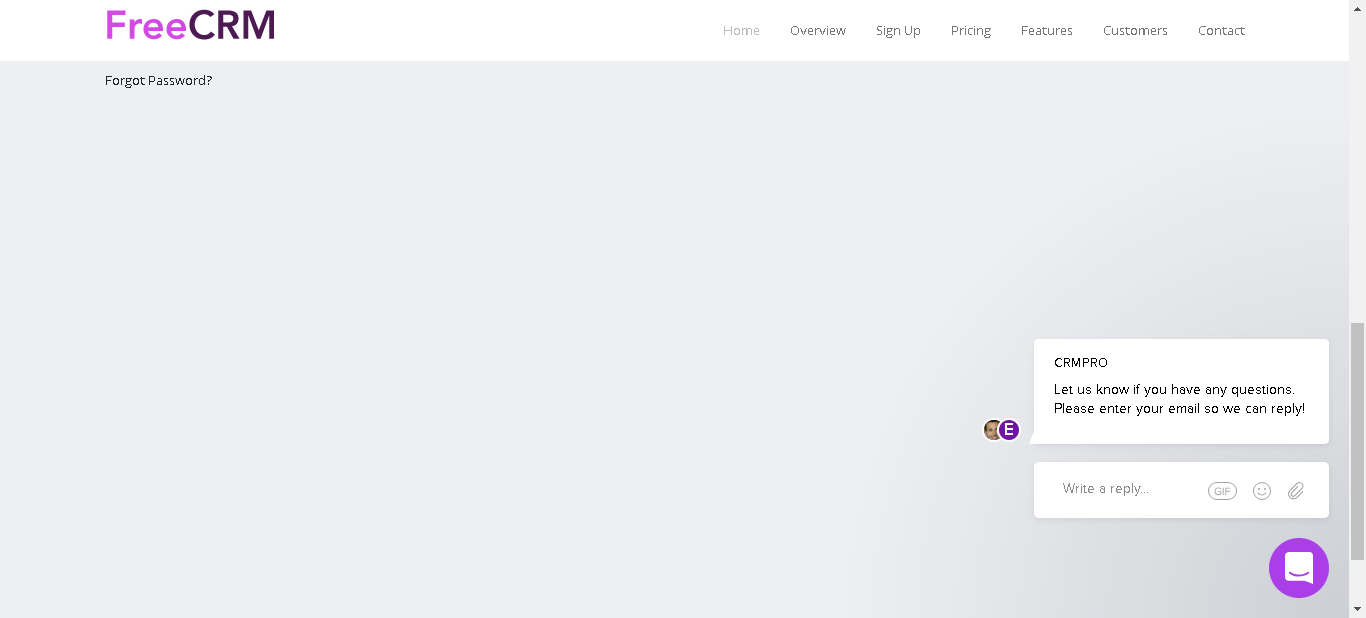 FreeCRM
Home Overview Sign Up Pricing Features Customers Contact
Forgot Password?
CRMPRO
Let us know if you have any questions.
Please enter your email so we can reply!
E
Write a reply...
GIF